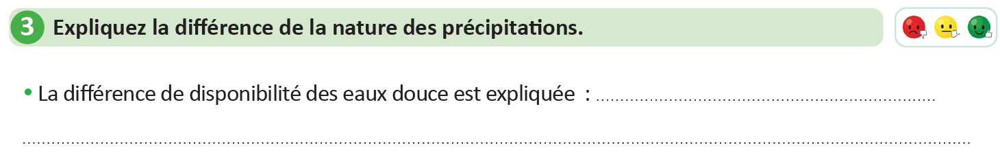 3 Expliquez la différence de la nature des précipitations.
• La différence de disponibilité des eaux douce est expliquée : ........................................................................
........................................................................................................................................................................................................